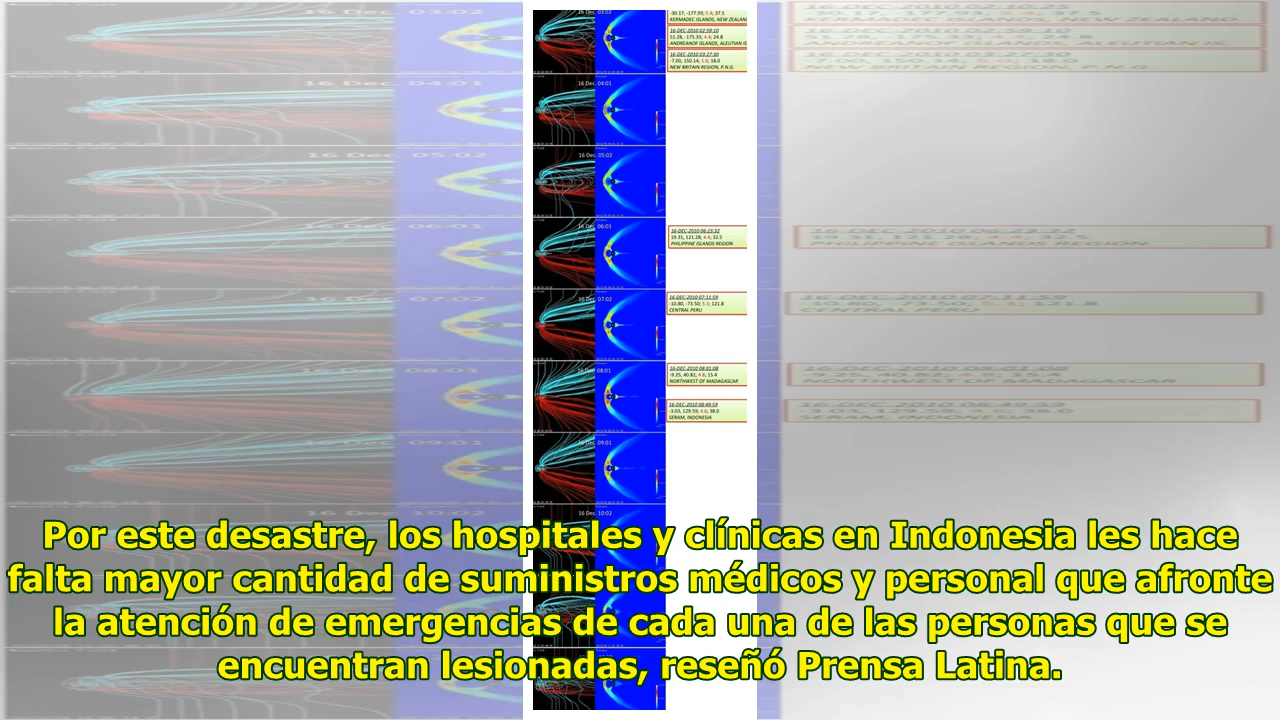 16 Dec. 03:02
-30.17, -177.93; 5.4; 37.5
KERMADEC ISLANDS, NEW ZEALAN
16-DEC-2010 02:59:10
51.28, -175.33; 4.4; 24.8
ANDREANOF ISLANDS, ALEUTIAN IS
16-DEC-2010 03:27:30
-7.00, 150.14; 5.0; 18.0
NEW BRITAIN REGION, P.N.G.
16 Dec. 04:01
16 Dec. 05:02
16 Dec. 06:01
16-DEC-2010 06:23:32
19.31, 121.28; 4.4; 32.5
PHILIPPINE ISLANDS REGION
16 Dec. 07:02
16-DEC-2010 07:11:59
-10.80, -73.50; 5.5; 121.8
CENTRAL PERU
16 Dec. 08:01
16-DEC-2010 08:01:08
-9.25, 40.82; 4.8; 15.4
NORTHWEST OF MADAGASCAR
16-DEC-2010 08:49:59
-3.03, 129.59; 4.6; 38.0
SERAM, INDONESIA
16 Dec. 09:01
16 Dec. 10:02
Por este desastre, los hospitales y clínicas en Indonesia les hace
falta mayor cantidad de suministros médicos y personal que afronte
la atención de emergencias de cada una de las personas que se
encuentran lesionadas, reseñó Prensa Latina.